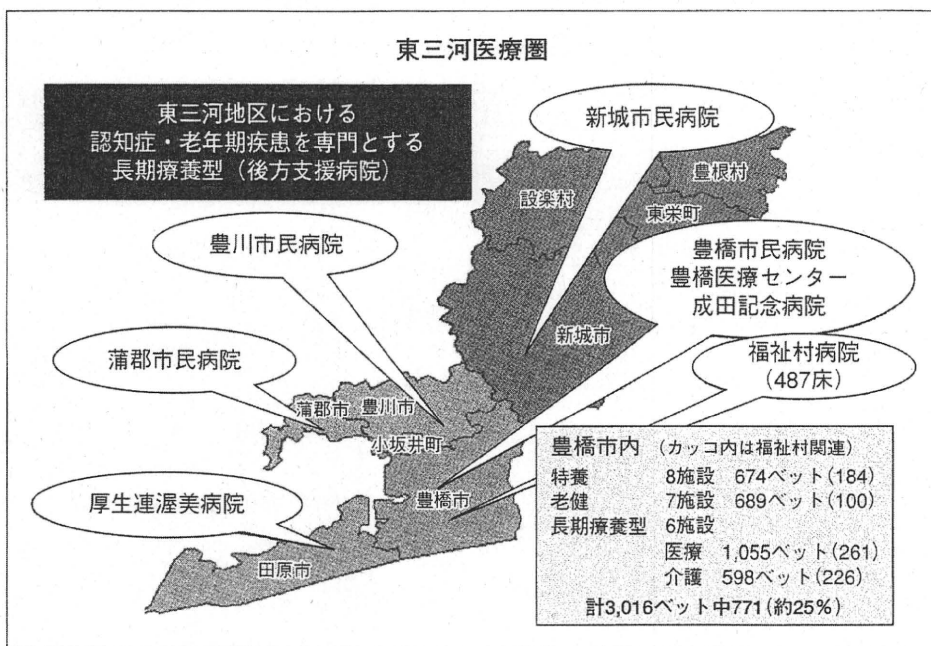 東三河医療圏
東三河地区における
認知症・老年期疾患を専門とする
長期療養型（後方支援病院）
新城市民病院
豊根村
設楽村
東栄町
豊川市民病院
豊橋市民病院
豊橋医療センター
成田記念病院
新城市
福祉村病院
(487床)
蒲郡市民病院
蒲郡市
豊川市
小坂井町
豊橋市
厚生連渥美病院
田原市
豊橋市内　（カッコ内は福祉村関連）
特養　8施設　674ベット(184)
老健　7施設　689ベット(100)
長期療養型　6施設
医療　1,055ベット(261)
介護　598ベット(226)
計3,016ベット中771(約25%)